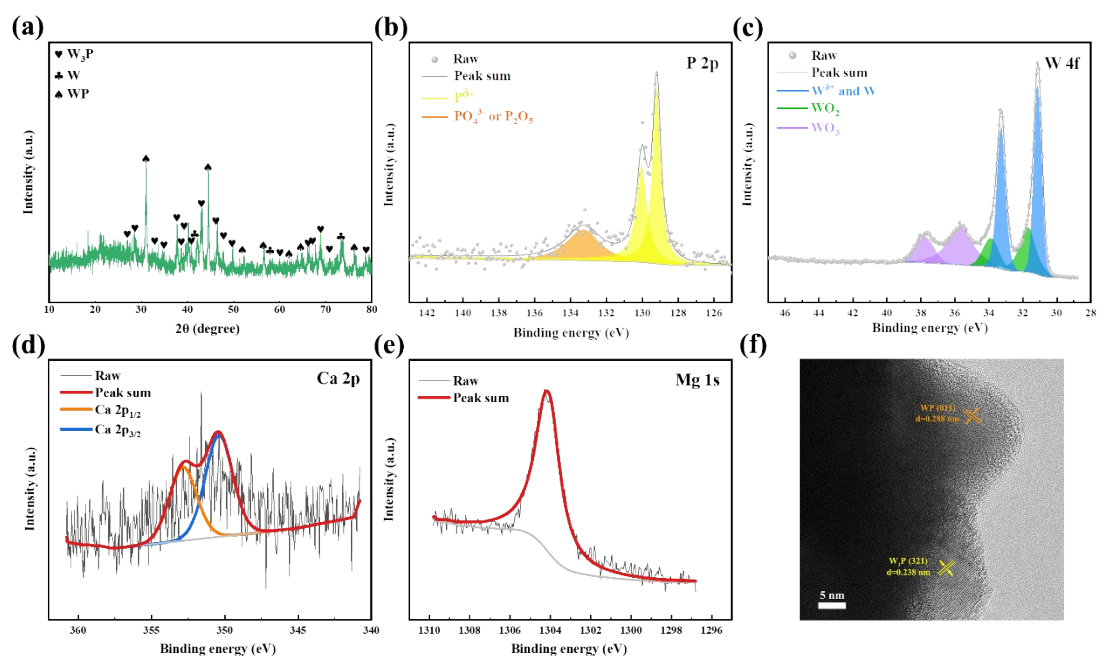 (a)
♥ W₃P
♣ W
♠ WP
Intensity (a.u.)
10 20 30 40 50 60 70 80
2θ (degree)
(b)
P 2p
Raw
Peak sum
Pᵟ⁻
PO₄³⁻ or P₂O₅
Intensity (a.u.)
142 140 138 136 134 132 130 128 126
Binding energy (eV)
(c)
W 4f
Raw
Peak sum
Wᵟ⁺ and W
WO₂
WO₃
Intensity (a.u.)
46 44 42 40 38 36 34 32 30
Binding energy (eV)
(d)
Ca 2p
Raw
Peak sum
Ca 2p₁/₂
Ca 2p₃/₂
Intensity (a.u.)
360 355 350 345 340
Binding energy (eV)
(e)
Mg 1s
Raw
Peak sum
Intensity (a.u.)
1310 1308 1306 1304 1302 1300 1298 1296
Binding energy (eV)
(f)
WP (011)
d=0.288 nm
W₃P (321)
d=0.238 nm
5 nm